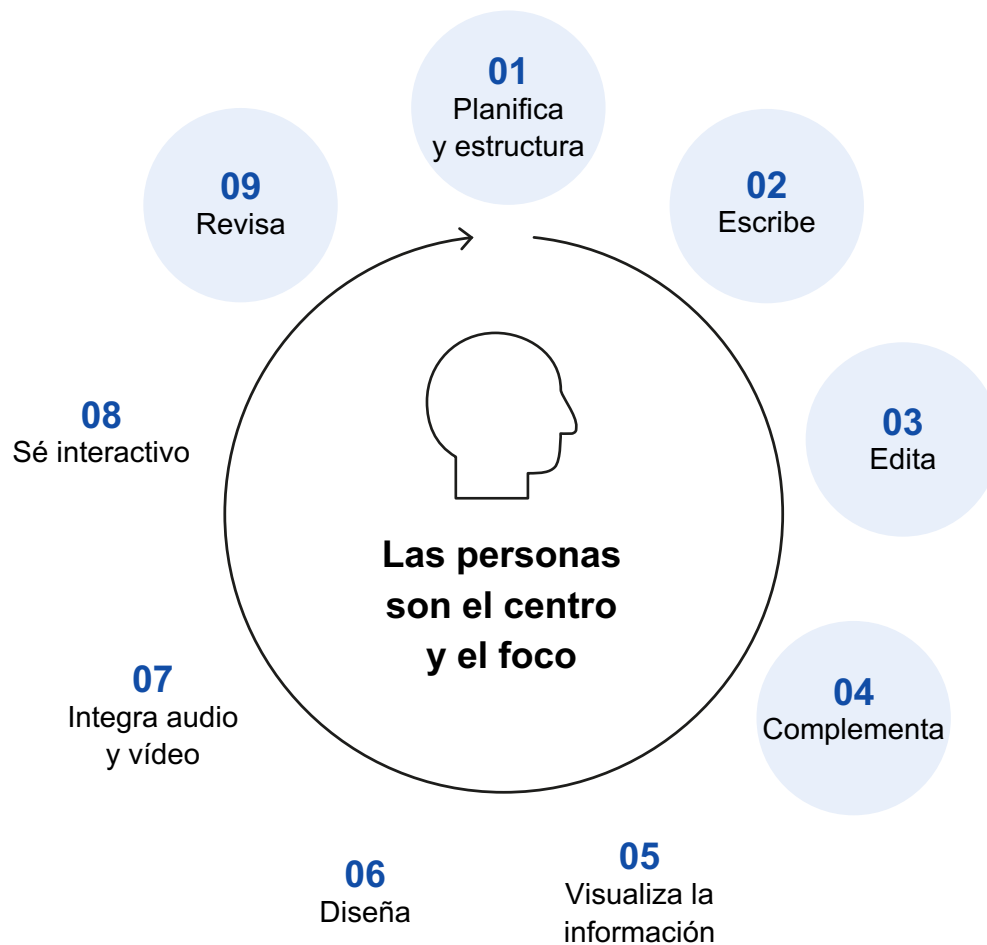 01
Planifica
y estructura
02
Escribe
03
Edita
04
Complementa
05
Visualiza la
información
06
Diseña
07
Integra audio
y vídeo
08
Sé interactivo
09
Revisa
Las personas
son el centro
y el foco